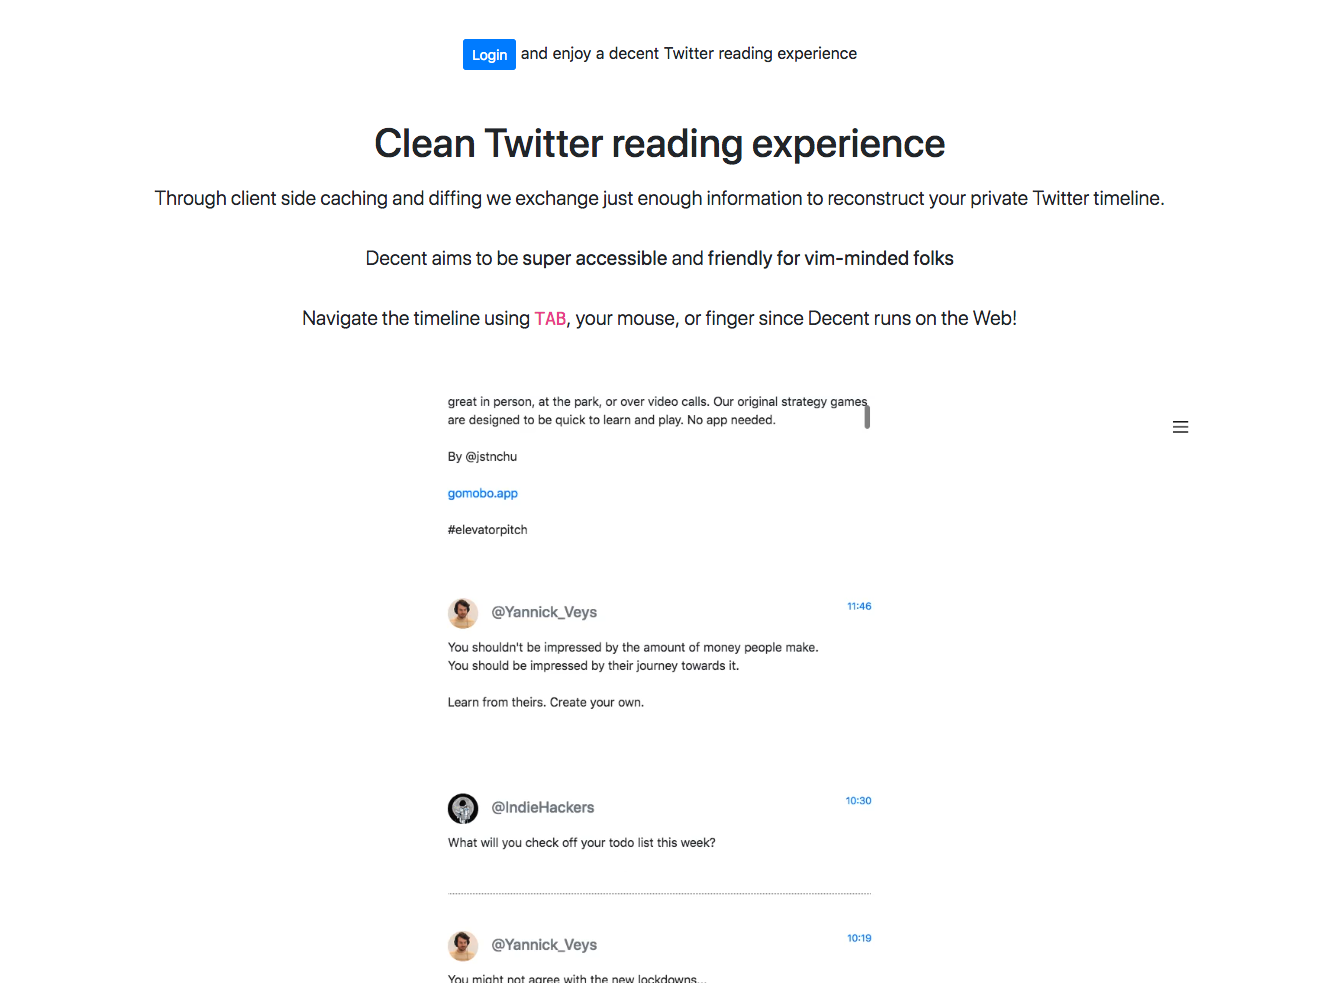 Login and enjoy a decent Twitter reading experience
Clean Twitter reading experience
Through client side caching and diffing we exchange just enough information to reconstruct your private Twitter timeline.
Decent aims to be super accessible and friendly for vim-minded folks
Navigate the timeline using TAB, your mouse, or finger since Decent runs on the Web!
great in person, at the park, or over video calls. Our original strategy games
are designed to be quick to learn and play. No app needed.
By @jstnchu
gomobo.app
#elevatorpitch
@Yannick_Veys 11:46
You shouldn't be impressed by the amount of money people make.
You should be impressed by their journey towards it.
Learn from theirs. Create your own.
@IndieHackers 10:30
What will you check off your todo list this week?
@Yannick_Veys 10:19
You might not agree with the new lockdowns...